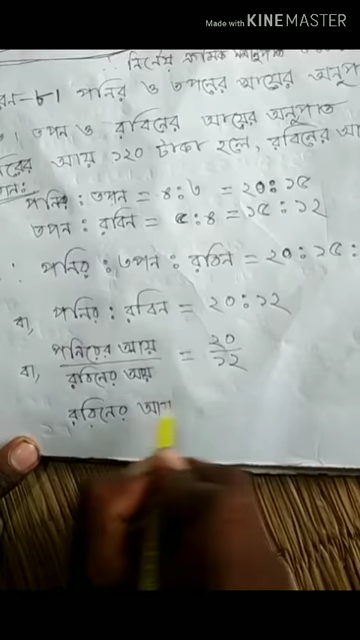 Made with KINEMASTER
নির্ণেয়
৮। পনির ও তপনের আয়ের অনুপা
তপন ও রবিনের আয়ের অনুপাত
আয় ১২০ টাকা হলে, রবিনের আ
পনির : তপন = ৪:৩ = ২০:১৫
তপন : রবিন = ৫:৪ = ১৫:১২
∴ পনির : তপন : রবিন = ২০:১৫:
বা, পনির : রবিন = ২০:১২
বা, পনিরের আয় / রবিনের আয় = ২০/১২
রবিনের আয়